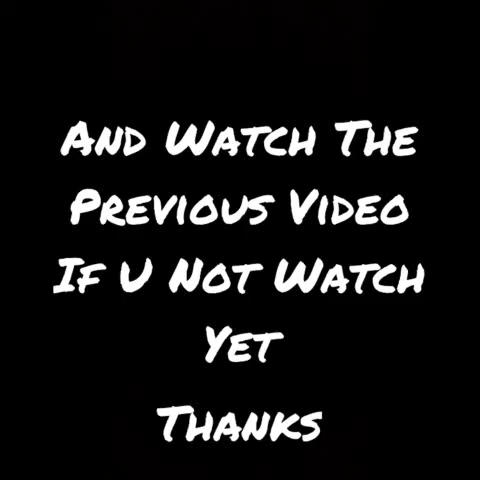 And Watch The
Previous Video
If U Not Watch
Yet
Thanks